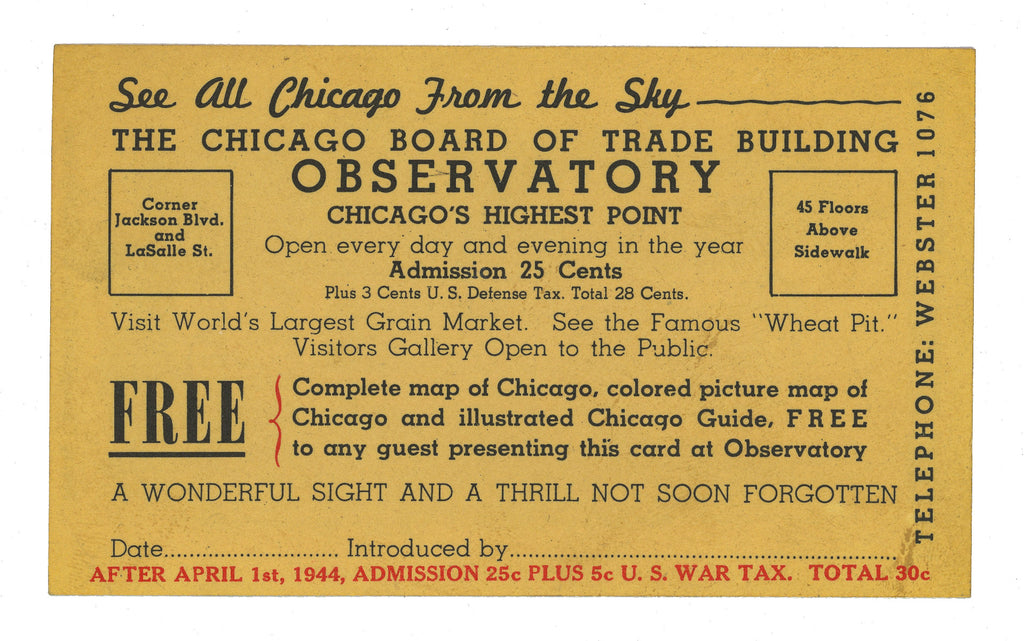 See All Chicago From the Sky
THE CHICAGO BOARD OF TRADE BUILDING
OBSERVATORY
CHICAGO'S HIGHEST POINT
Corner
Jackson Blvd.
and
LaSalle St.
45 Floors
Above
Sidewalk
Open every day and evening in the year
Admission 25 Cents
Plus 3 Cents U. S. Defense Tax. Total 28 Cents.
Visit World's Largest Grain Market. See the Famous "Wheat Pit."
Visitors Gallery Open to the Public.
FREE
Complete map of Chicago, colored picture map of
Chicago and illustrated Chicago Guide, FREE
to any guest presenting this card at Observatory
A WONDERFUL SIGHT AND A THRILL NOT SOON FORGOTTEN
Date............................ Introduced by..............................................................
AFTER APRIL 1st, 1944, ADMISSION 25c PLUS 5c U. S. WAR TAX. TOTAL 30c
TELEPHONE: WEBSTER 1076